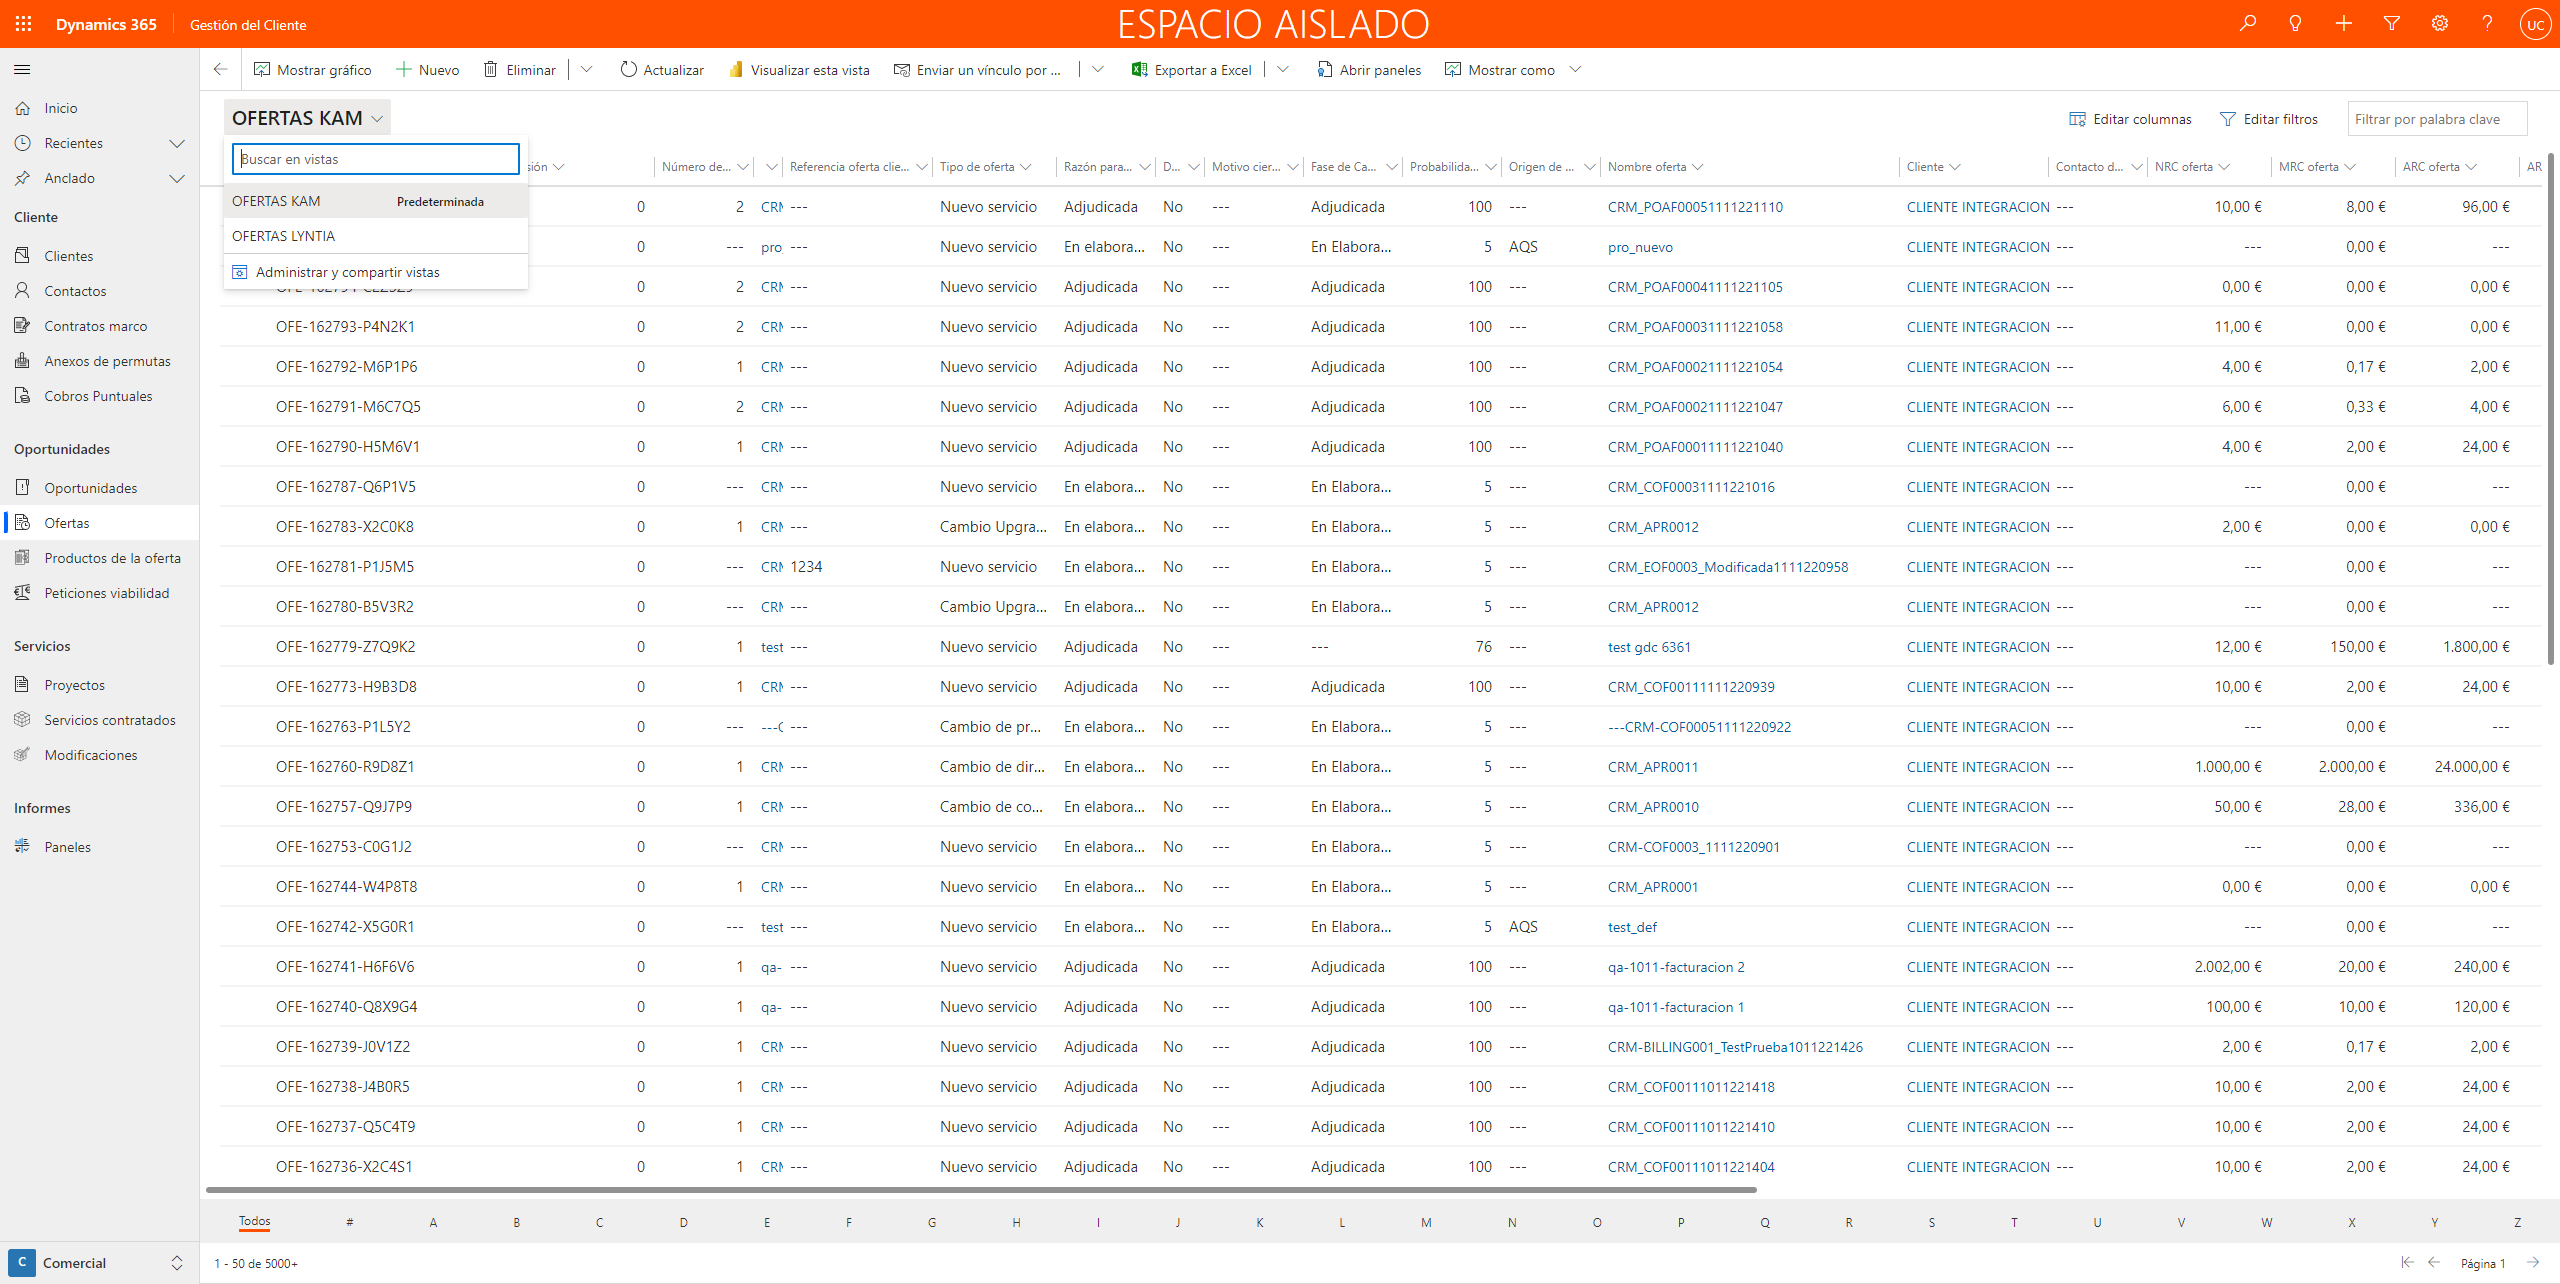 Dynamics 365 Gestión del Cliente ESPACIO AISLADO UC
Mostrar gráfico Nuevo Eliminar Actualizar Visualizar esta vista Enviar un vínculo por ... Exportar a Excel Abrir paneles Mostrar como
Inicio
Recientes
Anclado
Cliente
Clientes
Contactos
Contratos marco
Anexos de permutas
Cobros Puntuales
Oportunidades
Oportunidades
Ofertas
Productos de la oferta
Peticiones viabilidad
Servicios
Proyectos
Servicios contratados
Modificaciones
Informes
Paneles
C Comercial
OFERTAS KAM Editar columnas Editar filtros Filtrar por palabra clave
Buscar en vistas
OFERTAS KAM Predeterminada
OFERTAS LYNTIA
Administrar y compartir vistas
sión Número de... Referencia oferta clie... Tipo de oferta Razón para... D... Motivo cier... Fase de Ca... Probabilida... Origen de ... Nombre oferta Cliente Contacto d... NRC oferta MRC oferta ARC oferta AR
0 2 CRM --- Nuevo servicio Adjudicada No --- Adjudicada 100 --- CRM_POAF00051111221110 CLIENTE INTEGRACION --- 10,00 € 8,00 € 96,00 €
0 --- pro_ --- Nuevo servicio En elabora... No --- En Elabora... 5 AQS pro_nuevo CLIENTE INTEGRACION --- --- 0,00 € ---
0 2 CRM --- Nuevo servicio Adjudicada No --- Adjudicada 100 --- CRM_POAF00041111221105 CLIENTE INTEGRACION --- 0,00 € 0,00 € 0,00 €
OFE-162793-P4N2K1 0 2 CRM --- Nuevo servicio Adjudicada No --- Adjudicada 100 --- CRM_POAF00031111221058 CLIENTE INTEGRACION --- 11,00 € 0,00 € 0,00 €
OFE-162792-M6P1P6 0 1 CRM --- Nuevo servicio Adjudicada No --- Adjudicada 100 --- CRM_POAF00021111221054 CLIENTE INTEGRACION --- 4,00 € 0,17 € 2,00 €
OFE-162791-M6C7Q5 0 2 CRM --- Nuevo servicio Adjudicada No --- Adjudicada 100 --- CRM_POAF00021111221047 CLIENTE INTEGRACION --- 6,00 € 0,33 € 4,00 €
OFE-162790-H5M6V1 0 1 CRM --- Nuevo servicio Adjudicada No --- Adjudicada 100 --- CRM_POAF00011111221040 CLIENTE INTEGRACION --- 4,00 € 2,00 € 24,00 €
OFE-162787-Q6P1V5 0 --- CRM --- Nuevo servicio En elabora... No --- En Elabora... 5 --- CRM_COF00031111221016 CLIENTE INTEGRACION --- --- 0,00 € ---
OFE-162783-X2C0K8 0 1 CRM --- Cambio Upgra... En elabora... No --- En Elabora... 5 --- CRM_APR0012 CLIENTE INTEGRACION --- 2,00 € 0,00 € 0,00 €
OFE-162781-P1J5M5 0 --- CRM 1234 Nuevo servicio En elabora... No --- En Elabora... 5 --- CRM_EOF0003_Modificada1111220958 CLIENTE INTEGRACION --- --- 0,00 € ---
OFE-162780-B5V3R2 0 --- CRM --- Cambio Upgra... En elabora... No --- En Elabora... 5 --- CRM_APR0012 CLIENTE INTEGRACION --- --- 0,00 € ---
OFE-162779-Z7Q9K2 0 1 test --- Nuevo servicio Adjudicada No --- --- 76 --- test gdc 6361 CLIENTE INTEGRACION --- 12,00 € 150,00 € 1.800,00 €
OFE-162773-H9B3D8 0 1 CRM --- Nuevo servicio Adjudicada No --- Adjudicada 100 --- CRM_COF00111111220939 CLIENTE INTEGRACION --- 10,00 € 2,00 € 24,00 €
OFE-162763-P1L5Y2 0 --- ---C --- Cambio de pr... En elabora... No --- En Elabora... 5 --- ---CRM-COF00051111220922 CLIENTE INTEGRACION --- --- 0,00 € ---
OFE-162760-R9D8Z1 0 1 CRM --- Cambio de dir... En elabora... No --- En Elabora... 5 --- CRM_APR0011 CLIENTE INTEGRACION --- 1.000,00 € 2.000,00 € 24.000,00 €
OFE-162757-Q9J7P9 0 1 CRM --- Cambio de co... En elabora... No --- En Elabora... 5 --- CRM_APR0010 CLIENTE INTEGRACION --- 50,00 € 28,00 € 336,00 €
OFE-162753-C0G1J2 0 --- CRM --- Nuevo servicio En elabora... No --- En Elabora... 5 --- CRM-COF0003_1111220901 CLIENTE INTEGRACION --- --- 0,00 € ---
OFE-162744-W4P8T8 0 1 CRM --- Nuevo servicio En elabora... No --- En Elabora... 5 --- CRM_APR0001 CLIENTE INTEGRACION --- 0,00 € 0,00 € 0,00 €
OFE-162742-X5G0R1 0 --- test --- Nuevo servicio En elabora... No --- En Elabora... 5 AQS test_def CLIENTE INTEGRACION --- --- 0,00 € ---
OFE-162741-H6F6V6 0 1 qa- --- Nuevo servicio Adjudicada No --- Adjudicada 100 --- qa-1011-facturacion 2 CLIENTE INTEGRACION --- 2.002,00 € 20,00 € 240,00 €
OFE-162740-Q8X9G4 0 1 qa- --- Nuevo servicio Adjudicada No --- Adjudicada 100 --- qa-1011-facturacion 1 CLIENTE INTEGRACION --- 100,00 € 10,00 € 120,00 €
OFE-162739-J0V1Z2 0 1 CRM --- Nuevo servicio Adjudicada No --- Adjudicada 100 --- CRM-BILLING001_TestPrueba1011221426 CLIENTE INTEGRACION --- 2,00 € 0,17 € 2,00 €
OFE-162738-J4B0R5 0 1 CRM --- Nuevo servicio Adjudicada No --- Adjudicada 100 --- CRM_COF00111011221418 CLIENTE INTEGRACION --- 10,00 € 2,00 € 24,00 €
OFE-162737-Q5C4T9 0 1 CRM --- Nuevo servicio Adjudicada No --- Adjudicada 100 --- CRM_COF00111011221410 CLIENTE INTEGRACION --- 10,00 € 2,00 € 24,00 €
OFE-162736-X2C4S1 0 1 CRM --- Nuevo servicio Adjudicada No --- Adjudicada 100 --- CRM_COF00111011221404 CLIENTE INTEGRACION --- 10,00 € 2,00 € 24,00 €
Todos # A B C D E F G H I J K L M N O P Q R S T U V W X Y Z
1 - 50 de 5000+ Página 1